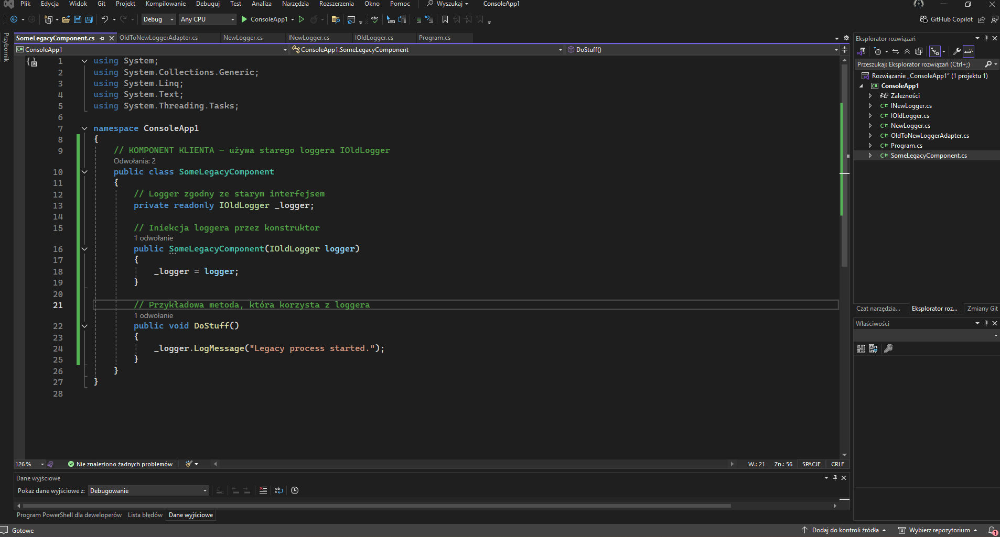 Plik Edycja Widok Git Projekt Kompilowanie Debuguj Test Analiza Narzędzia Rozszerzenia Okno Pomoc Wyszukaj ConsoleApp1
Debug Any CPU ConsoleApp1 GitHub Copilot
Przybornik
SomeLegacyComponent.cs OldToNewLoggerAdapter.cs NewLogger.cs INewLogger.cs IOldLogger.cs Program.cs
ConsoleApp1 ConsoleApp1.SomeLegacyComponent DoStuff()
1 using System;
2 using System.Collections.Generic;
3 using System.Linq;
4 using System.Text;
5 using System.Threading.Tasks;
6
7 namespace ConsoleApp1
8 {
9 // KOMPONENT KLIENTA – używa starego loggera IOldLogger
Odwołania: 2
10 public class SomeLegacyComponent
11 {
12 // Logger zgodny ze starym interfejsem
13 private readonly IOldLogger _logger;
14
15 // Iniekcja loggera przez konstruktor
1 odwołanie
16 public SomeLegacyComponent(IOldLogger logger)
17 {
18 _logger = logger;
19 }
20
21 // Przykładowa metoda, która korzysta z loggera
1 odwołanie
22 public void DoStuff()
23 {
24 _logger.LogMessage("Legacy process started.");
25 }
26 }
27 }
28
126 % Nie znaleziono żadnych problemów W.: 21 Zn.: 56 SPACJE CRLF
Dane wyjściowe
Pokaż dane wyjściowe z: Debugowanie
Program PowerShell dla deweloperów Lista błędów Dane wyjściowe
Eksplorator rozwiązań
Przeszukaj: Eksplorator rozwiązań (Ctrl+;)
Rozwiązanie „ConsoleApp1” (1 projektu 1)
ConsoleApp1
Zależności
C# INewLogger.cs
C# IOldLogger.cs
C# NewLogger.cs
C# OldToNewLoggerAdapter.cs
C# Program.cs
C# SomeLegacyComponent.cs
Czat narzędzia... Eksplorator roz... Zmiany Git
Właściwości
Gotowe Dodaj do kontroli źródła Wybierz repozytorium 1